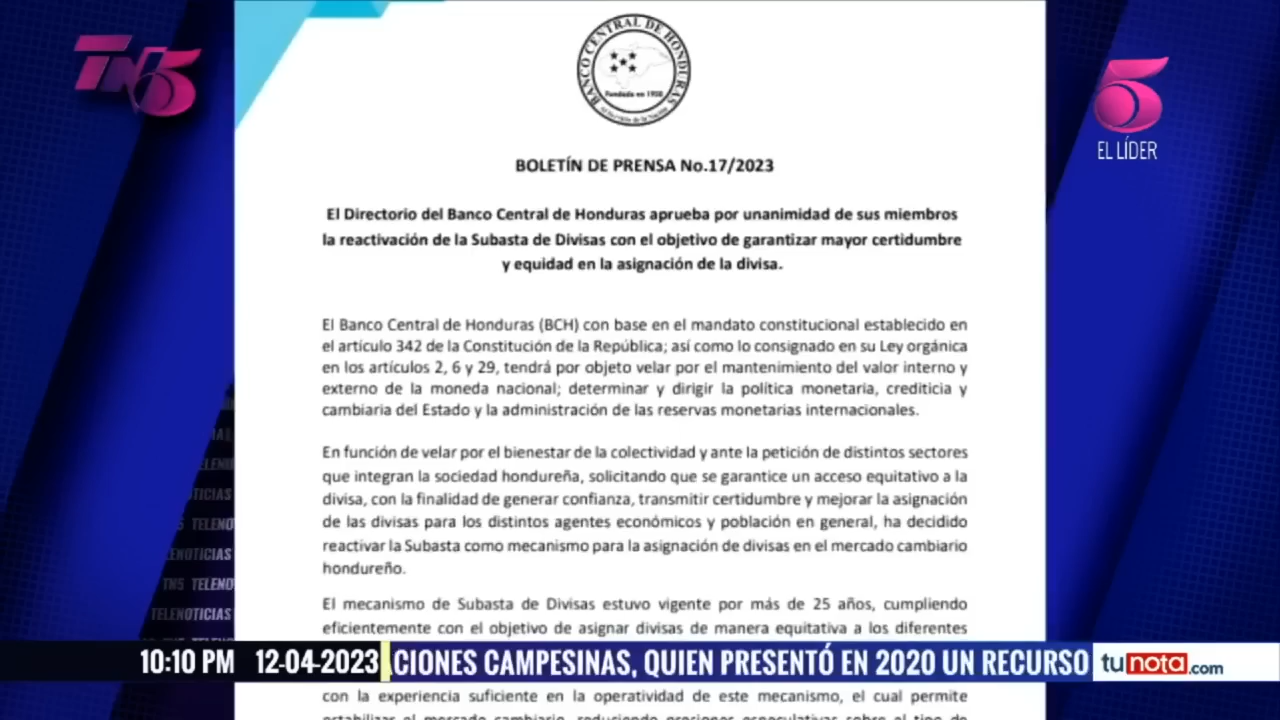 TN5
5
EL LÍDER
BANCO CENTRAL DE HONDURAS
Fundado en 1950
BOLETÍN DE PRENSA No.17/2023
El Directorio del Banco Central de Honduras aprueba por unanimidad de sus miembros
la reactivación de la Subasta de Divisas con el objetivo de garantizar mayor certidumbre
y equidad en la asignación de la divisa.
El Banco Central de Honduras (BCH) con base en el mandato constitucional establecido en
el artículo 342 de la Constitución de la República; así como lo consignado en su Ley orgánica
en los artículos 2, 6 y 29, tendrá por objeto velar por el mantenimiento del valor interno y
externo de la moneda nacional; determinar y dirigir la política monetaria, crediticia y
cambiaria del Estado y la administración de las reservas monetarias internacionales.
En función de velar por el bienestar de la colectividad y ante la petición de distintos sectores
que integran la sociedad hondureña, solicitando que se garantice un acceso equitativo a la
divisa, con la finalidad de generar confianza, transmitir certidumbre y mejorar la asignación
de las divisas para los distintos agentes económicos y población en general, ha decidido
reactivar la Subasta como mecanismo para la asignación de divisas en el mercado cambiario
hondureño.
El mecanismo de Subasta de Divisas estuvo vigente por más de 25 años, cumpliendo
eficientemente con el objetivo de asignar divisas de manera equitativa a los diferentes
TELENO
TN5 TELENO
TELENOTICIAS
10:10 PM 12-04-2023 ACIONES CAMPESINAS, QUIEN PRESENTÓ EN 2020 UN RECURSO tunota.com
con la experiencia suficiente en la operatividad de este mecanismo, el cual permite